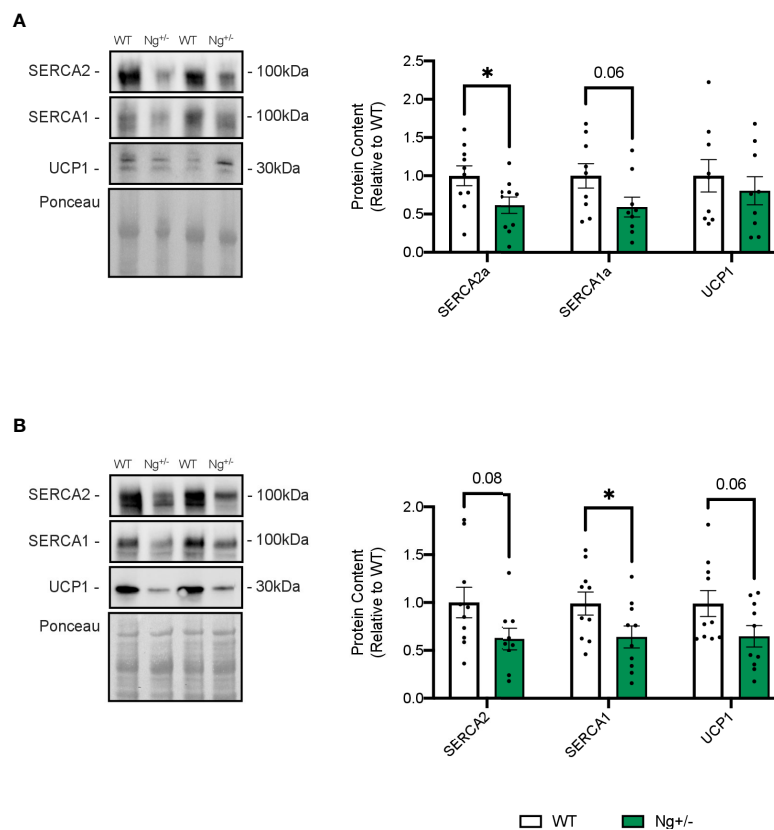 A
WT Ng+/- WT Ng+/-
SERCA2 - - 100kDa
SERCA1 - - 100kDa
UCP1 - - 30kDa
Ponceau
Protein Content
(Relative to WT)
2.5
2.0
1.5
1.0
0.5
0.0
* 0.06
SERCA2a SERCA1a UCP1
B
WT Ng+/- WT Ng+/-
SERCA2 - - 100kDa
SERCA1 - - 100kDa
UCP1 - - 30kDa
Ponceau
Protein Content
(Relative to WT)
2.0
1.5
1.0
0.5
0.0
0.08 * 0.06
SERCA2 SERCA1 UCP1
WT Ng+/-